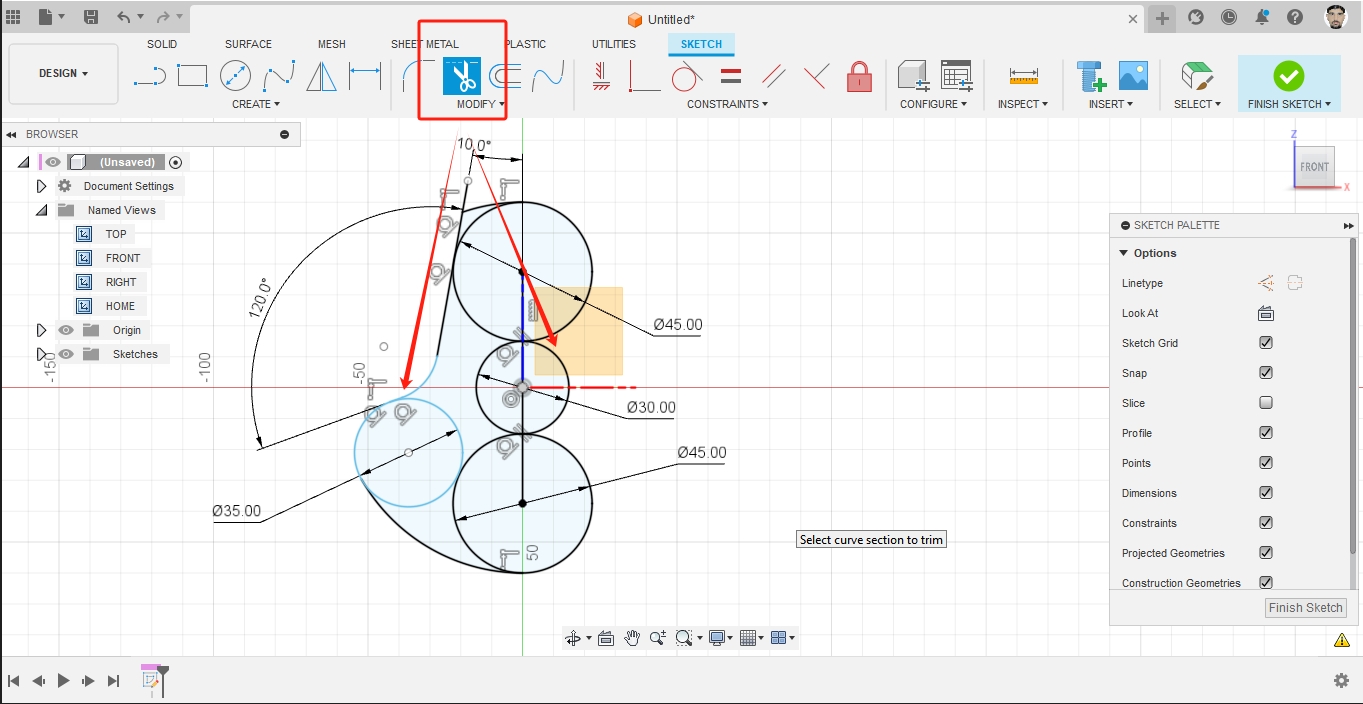 Untitled*
SOLID SURFACE MESH SHEET METAL PLASTIC UTILITIES SKETCH
DESIGN
CREATE MODIFY CONSTRAINTS CONFIGURE INSPECT INSERT SELECT FINISH SKETCH
BROWSER
(Unsaved)
Document Settings
Named Views
TOP
FRONT
RIGHT
HOME
Origin
Sketches
-150
-100
-50
50
10.0°
120.0°
Ø45.00
Ø30.00
Ø45.00
Ø35.00
Select curve section to trim
Z
FRONT
X
SKETCH PALETTE
Options
Linetype
Look At
Sketch Grid
Snap
Slice
Profile
Points
Dimensions
Constraints
Projected Geometries
Construction Geometries
Finish Sketch